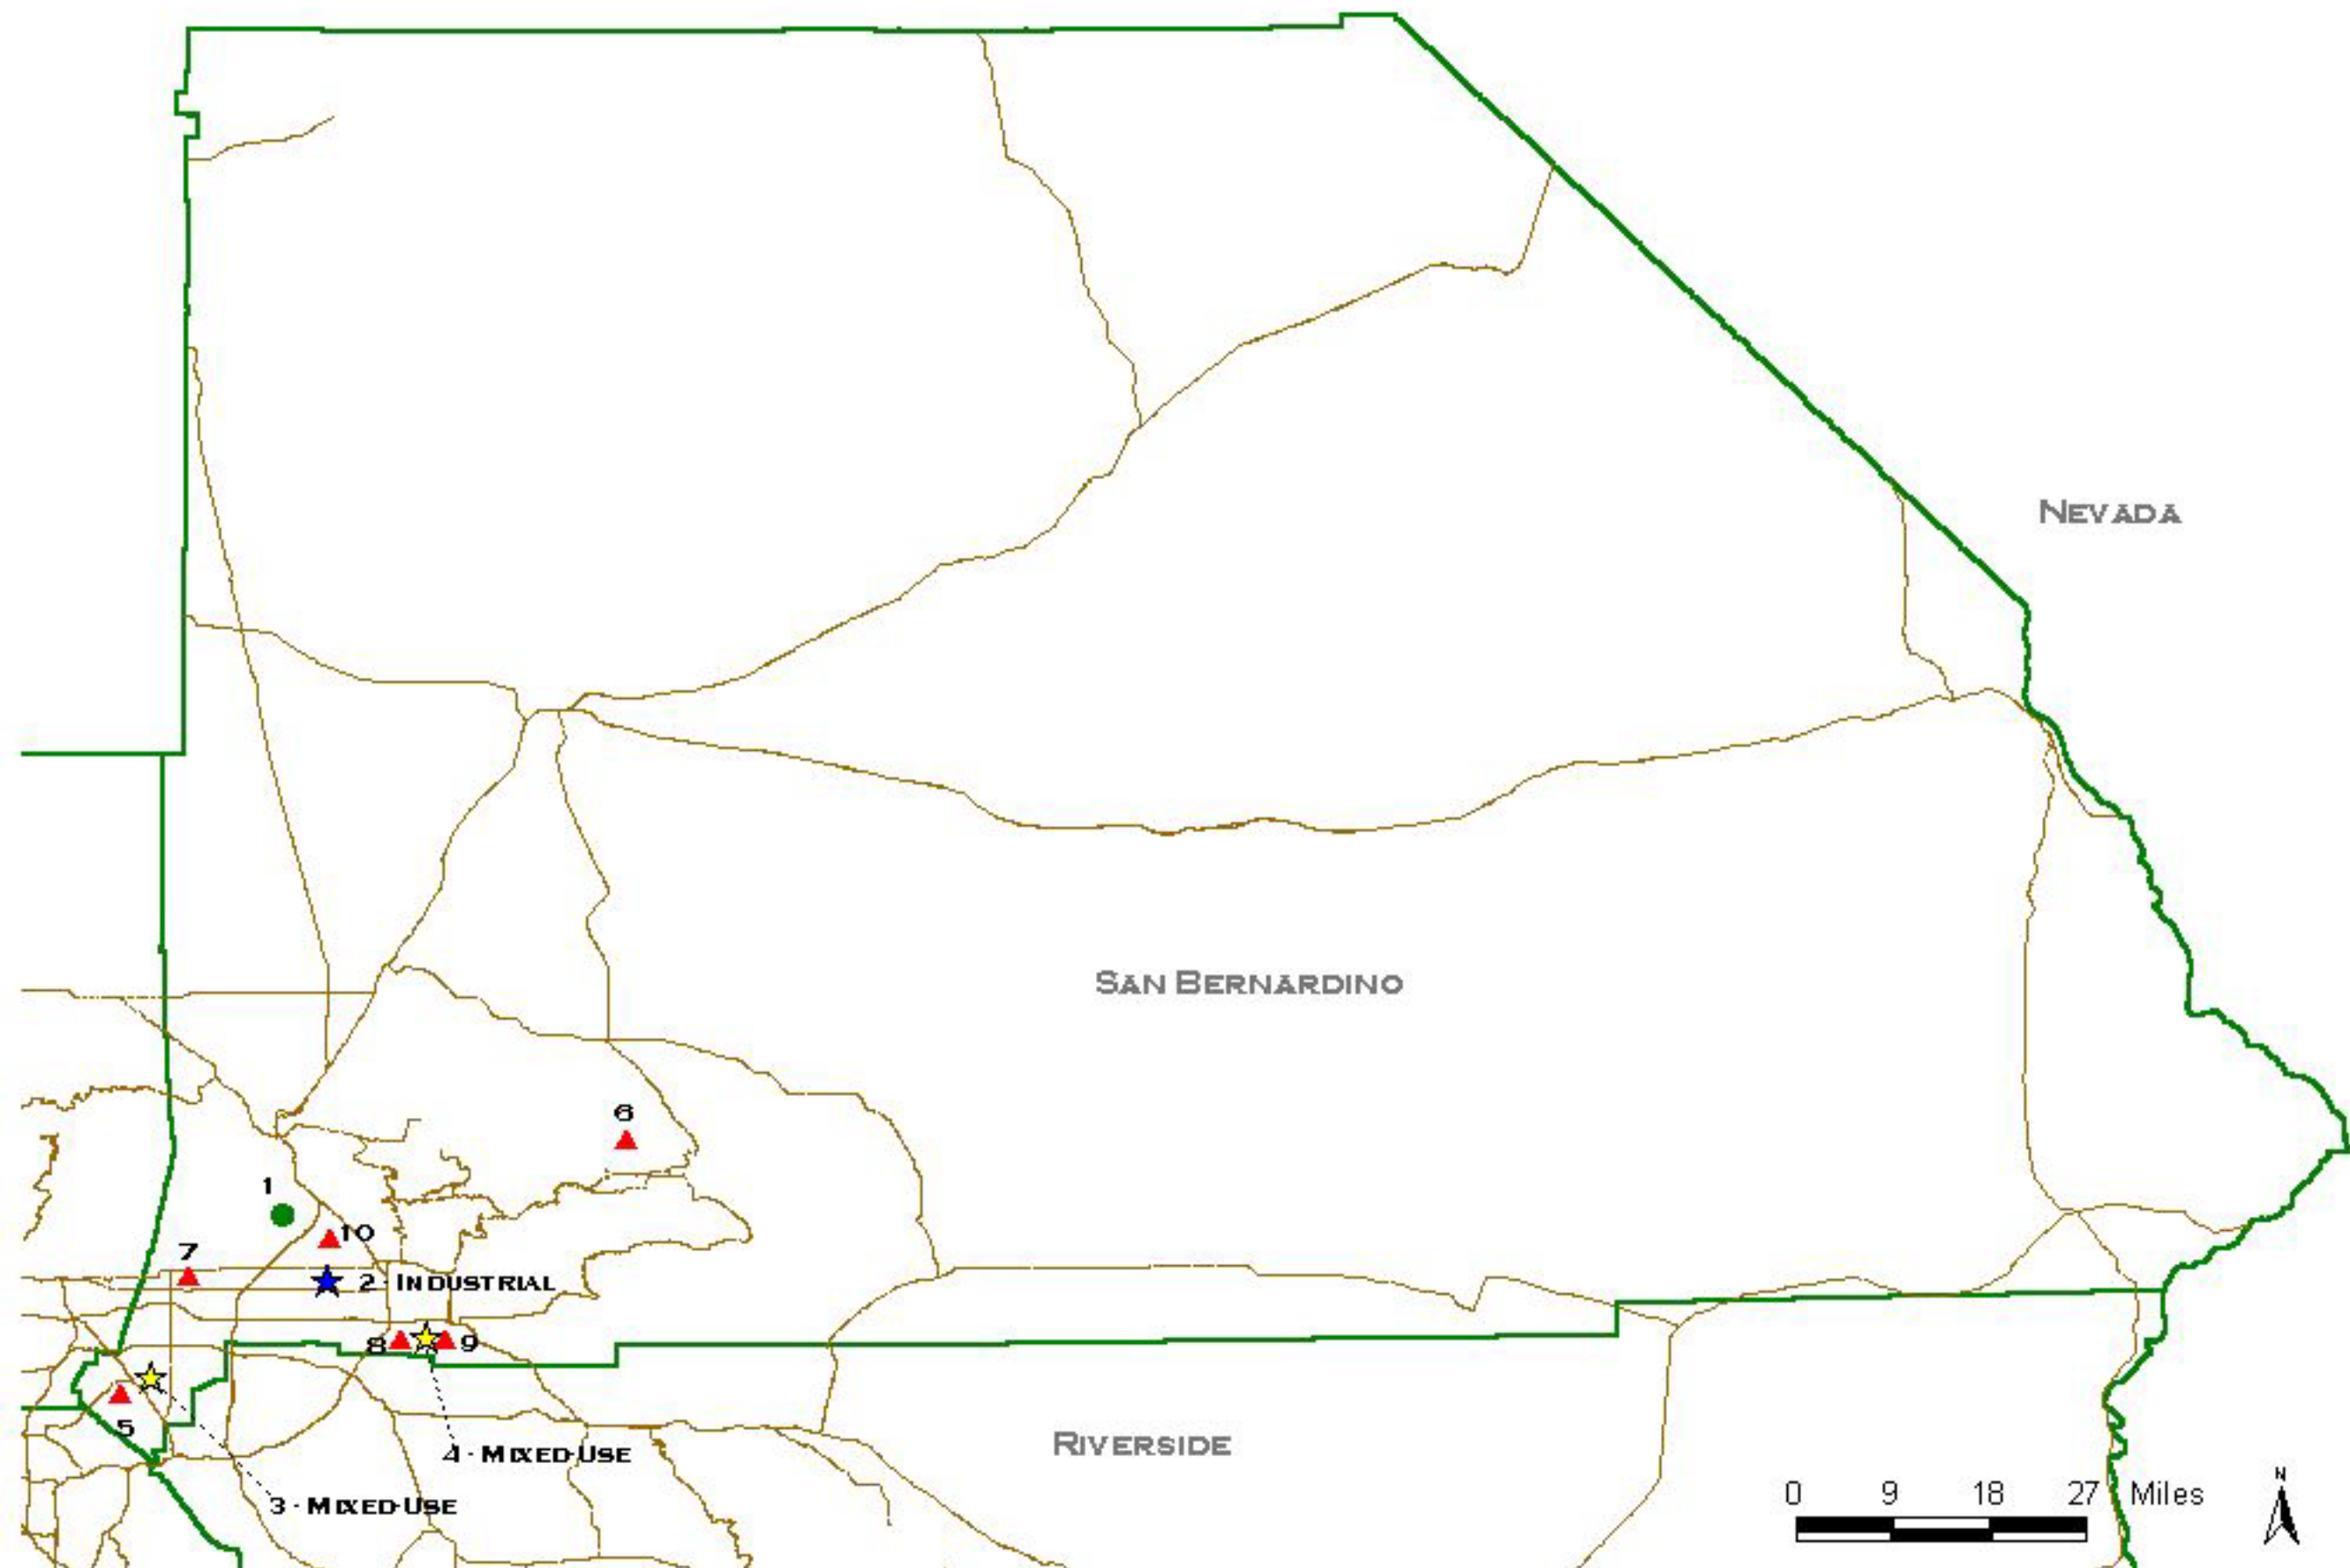 NEVADA
SAN BERNARDINO
6
1
10
7
2 - INDUSTRIAL
8
9
5
4 - MIXED-USE
RIVERSIDE
3 - MIXED-USE
0 9 18 27 Miles
N